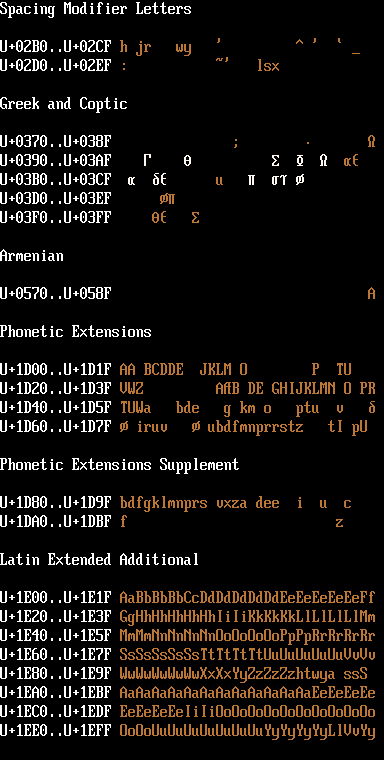 Spacing Modifier Letters
U+02B0..U+02CF h jr   wy   ʹ         ^ ʹ  ˋ _
U+02D0..U+02EF :           ~ʹ   lsx
Greek and Coptic
U+0370..U+038F               ;        ·       Ω
U+0390..U+03AF    Γ    Θ          Σ  Φ  Ω  αε
U+03B0..U+03CF  α  δε      u   π  στ φ
U+03D0..U+03EF      φπ
U+03F0..U+03FF     θε   Σ
Armenian
U+0570..U+058F                                A
Phonetic Extensions
U+1D00..U+1D1F AA BCDDE  JKLM O        P  TU
U+1D20..U+1D3F VWZ         AÆB DE GHIJKLMN O PR
U+1D40..U+1D5F TUWa   bde   g km o   ptu  v   δ
U+1D60..U+1D7F φ iruv   φ ubdfmnprrstz   tI pU
Phonetic Extensions Supplement
U+1D80..U+1D9F bdfgklmnprs vxza dee  i  u  c
U+1DA0..U+1DBF f                          z
Latin Extended Additional
U+1E00..U+1E1F AaBbBbBbCcDdDdDdDdDdEeEeEeEeEeFf
U+1E20..U+1E3F GgHhHhHhHhHhIiIiKkKkKkLlLlLlLlMm
U+1E40..U+1E5F MmMmNnNnNnNnOoOoOoOoPpPpRrRrRrRr
U+1E60..U+1E7F SsSsSsSsSsTtTtTtTtUuUuUuUuUuVvVv
U+1E80..U+1E9F WwWwWwWwWwXxXxYyZzZzZzhtwya ssS
U+1EA0..U+1EBF AaAaAaAaAaAaAaAaAaAaAaAaEeEeEeEe
U+1EC0..U+1EDF EeEeEeEeIiIiOoOoOoOoOoOoOoOoOoOo
U+1EE0..U+1EFF OoOoUuUuUuUuUuUuUuYyYyYyYyLlVvYy